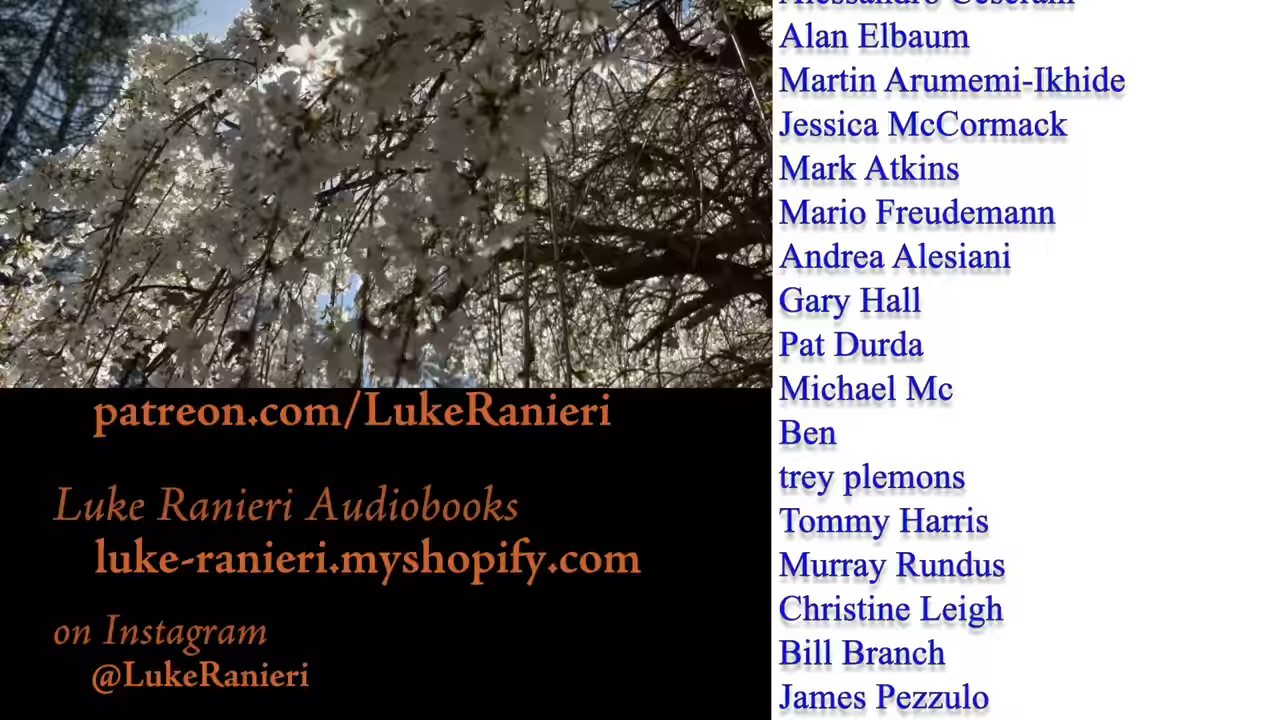 patreon.com/LukeRanieri
Luke Ranieri Audiobooks
luke-ranieri.myshopify.com
on Instagram
@LukeRanieri
Alan Elbaum
Martin Arumemi-Ikhide
Jessica McCormack
Mark Atkins
Mario Freudemann
Andrea Alesiani
Gary Hall
Pat Durda
Michael Mc
Ben
trey plemons
Tommy Harris
Murray Rundus
Christine Leigh
Bill Branch
James Pezzulo